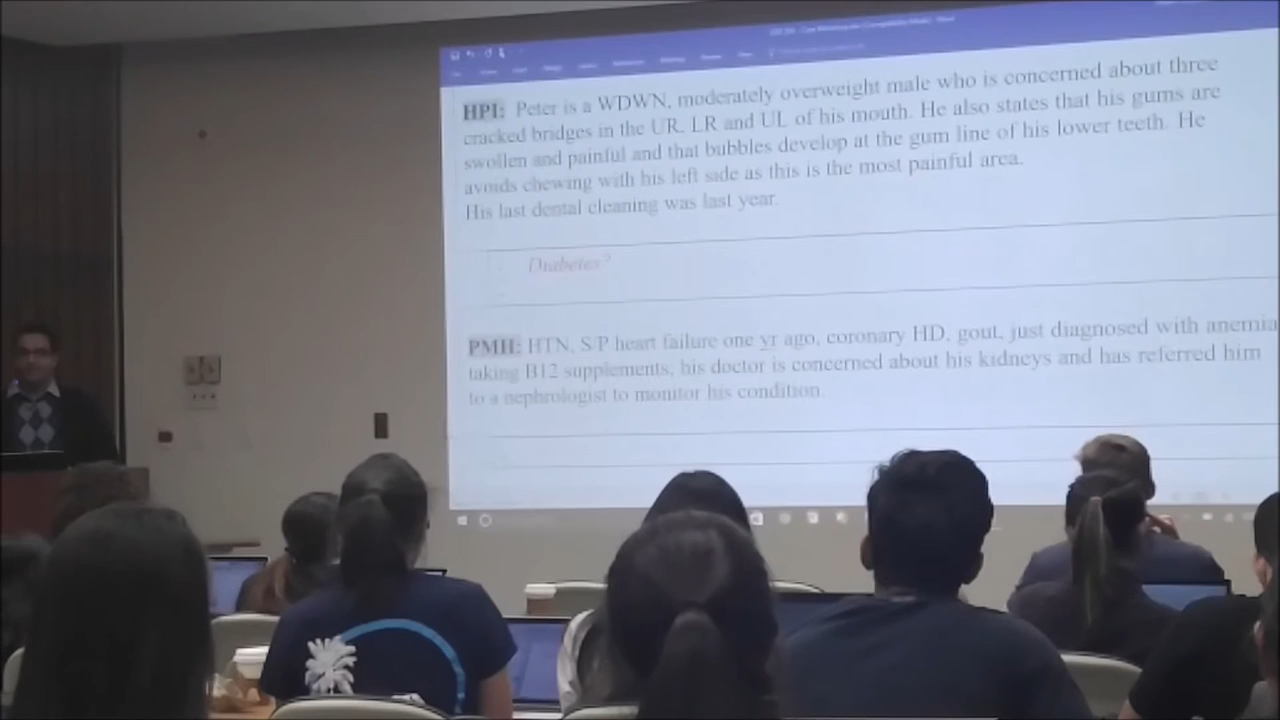 HPI: Peter is a WDWN, moderately overweight male who is concerned about three
cracked bridges in the UR, LR and UL of his mouth. He also states that his gums are
swollen and painful and that bubbles develop at the gum line of his lower teeth. He
avoids chewing with his left side as this is the most painful area.
His last dental cleaning was last year.
Diabetes?
PMH: HTN, S/P heart failure one yr ago, coronary HD, gout, just diagnosed with anemia
taking B12 supplements, his doctor is concerned about his kidneys and has referred him
to a nephrologist to monitor his condition.